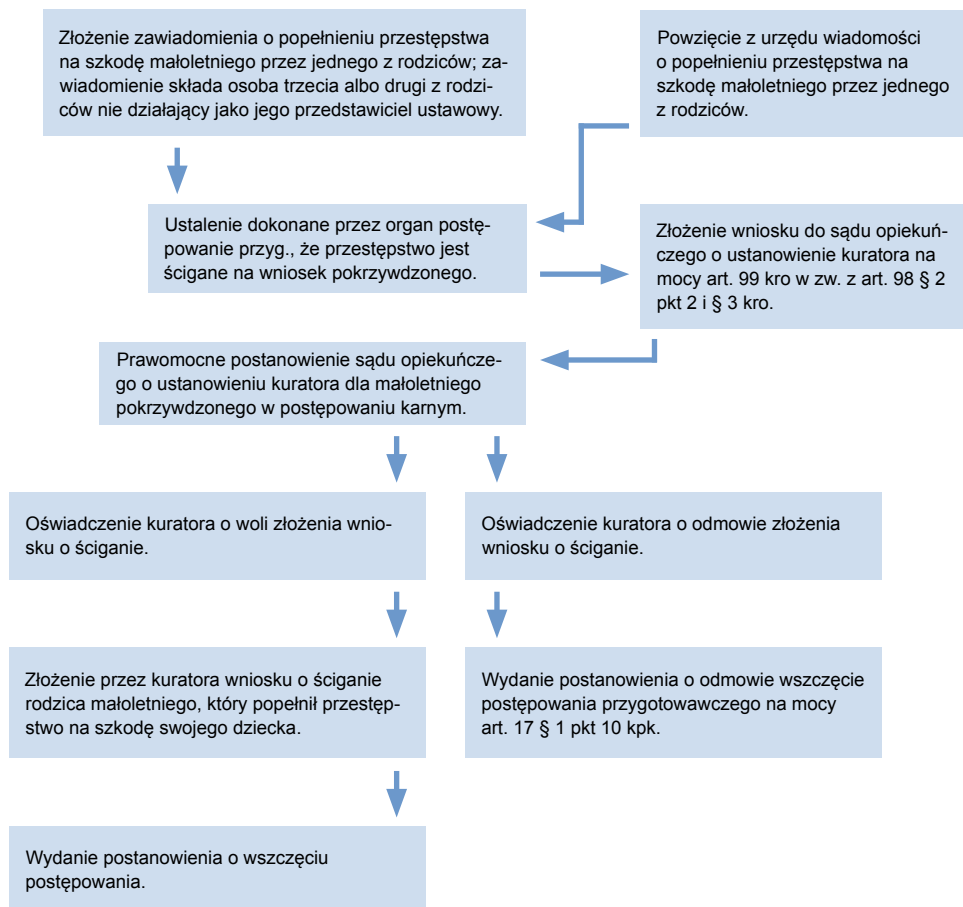 Złożenie zawiadomienia o popełnieniu przestępstwa
na szkodę małoletniego przez jednego z rodziców; za-
wiadomienie składa osoba trzecia albo drugi z rodzi-
ców nie działający jako jego przedstawiciel ustawowy.
Powzięcie z urzędu wiadomości
o popełnieniu przestępstwa na
szkodę małoletniego przez jednego
z rodziców.
Ustalenie dokonane przez organ postę-
powanie przyg., że przestępstwo jest
ścigane na wniosek pokrzywdzonego.
Złożenie wniosku do sądu opiekuń-
czego o ustanowienie kuratora na
mocy art. 99 kro w zw. z art. 98 § 2
pkt 2 i § 3 kro.
Prawomocne postanowienie sądu opiekuńcze-
go o ustanowieniu kuratora dla małoletniego
pokrzywdzonego w postępowaniu karnym.
Oświadczenie kuratora o woli złożenia wnio-
sku o ściganie.
Oświadczenie kuratora o odmowie złożenia
wniosku o ściganie.
Złożenie przez kuratora wniosku o ściganie
rodzica małoletniego, który popełnił przestęp-
stwo na szkodę swojego dziecka.
Wydanie postanowienia o odmowie wszczęcie
postępowania przygotowawczego na mocy
art. 17 § 1 pkt 10 kpk.
Wydanie postanowienia o wszczęciu
postępowania.